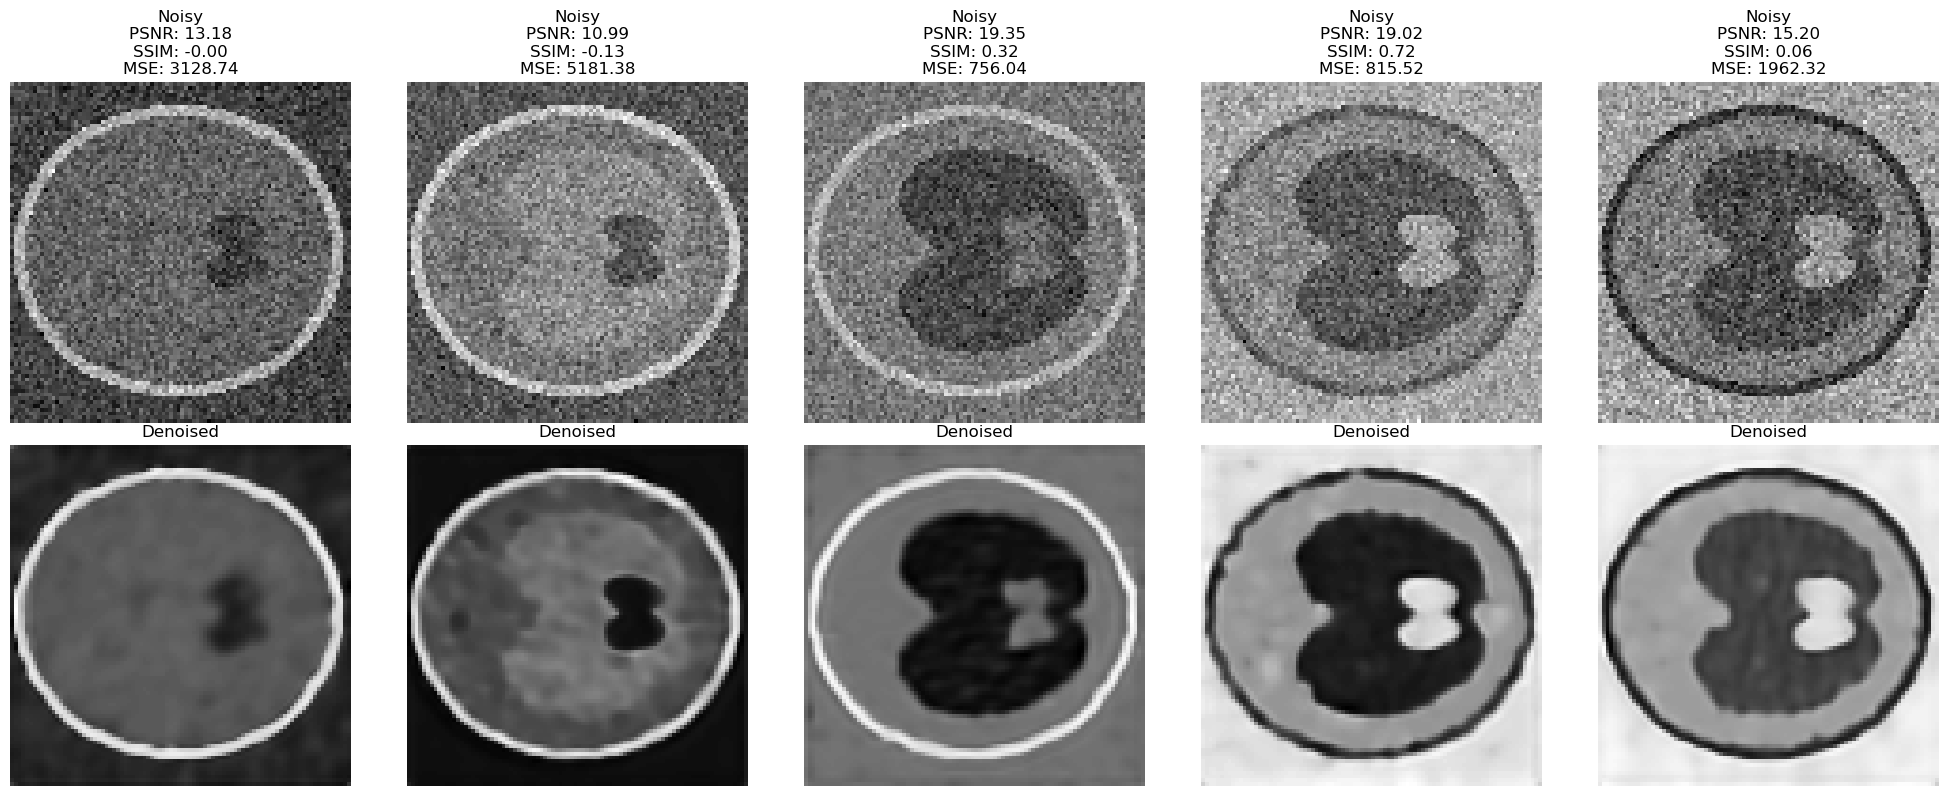 Noisy
PSNR: 13.18
SSIM: -0.00
MSE: 3128.74
Noisy
PSNR: 10.99
SSIM: -0.13
MSE: 5181.38
Noisy
PSNR: 19.35
SSIM: 0.32
MSE: 756.04
Noisy
PSNR: 19.02
SSIM: 0.72
MSE: 815.52
Noisy
PSNR: 15.20
SSIM: 0.06
MSE: 1962.32
Denoised
Denoised
Denoised
Denoised
Denoised